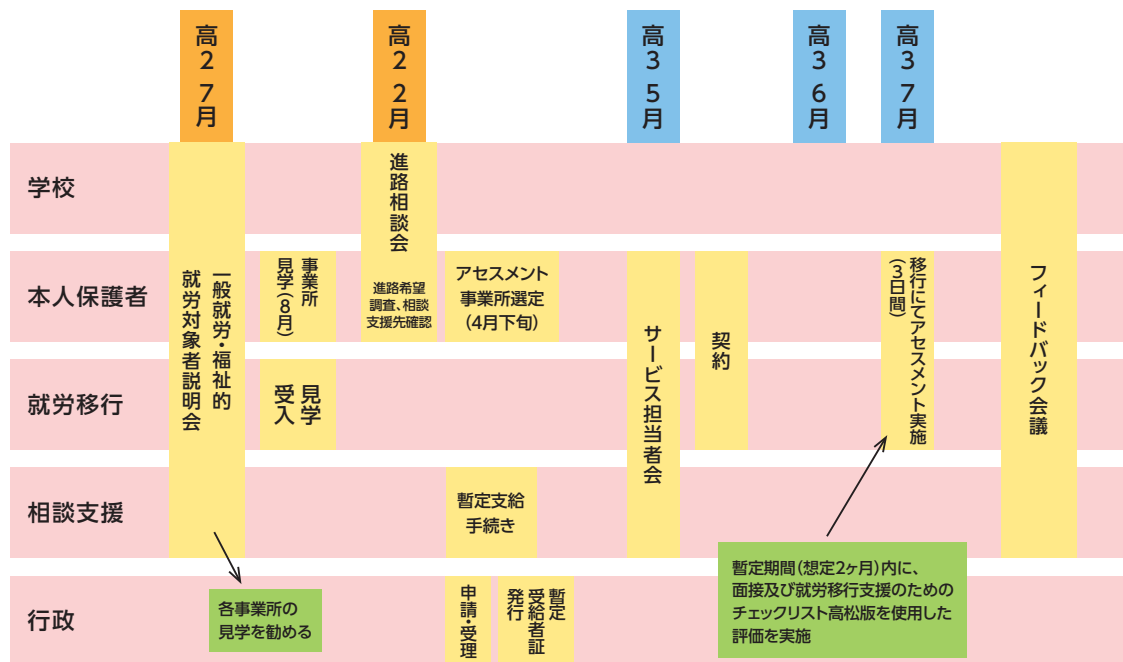 高2 7月
高2 2月
高3 5月
高3 6月
高3 7月
学校
本人保護者
就労移行
相談支援
行政
一般就労・福祉的
就労対象者説明会
事業所
見学(8月)
見学
受入
進路相談会
進路希望
調査、相談
支援先確認
アセスメント
事業所選定
(4月下旬)
暫定支給
手続き
申請・受理
暫定
受給者証
発行
サービス担当者会
契約
移行にてアセスメント実施
(3日間)
フィードバック会議
各事業所の
見学を勧める
暫定期間(想定2ヶ月)内に、
面接及び就労移行支援のための
チェックリスト高松版を使用した
評価を実施